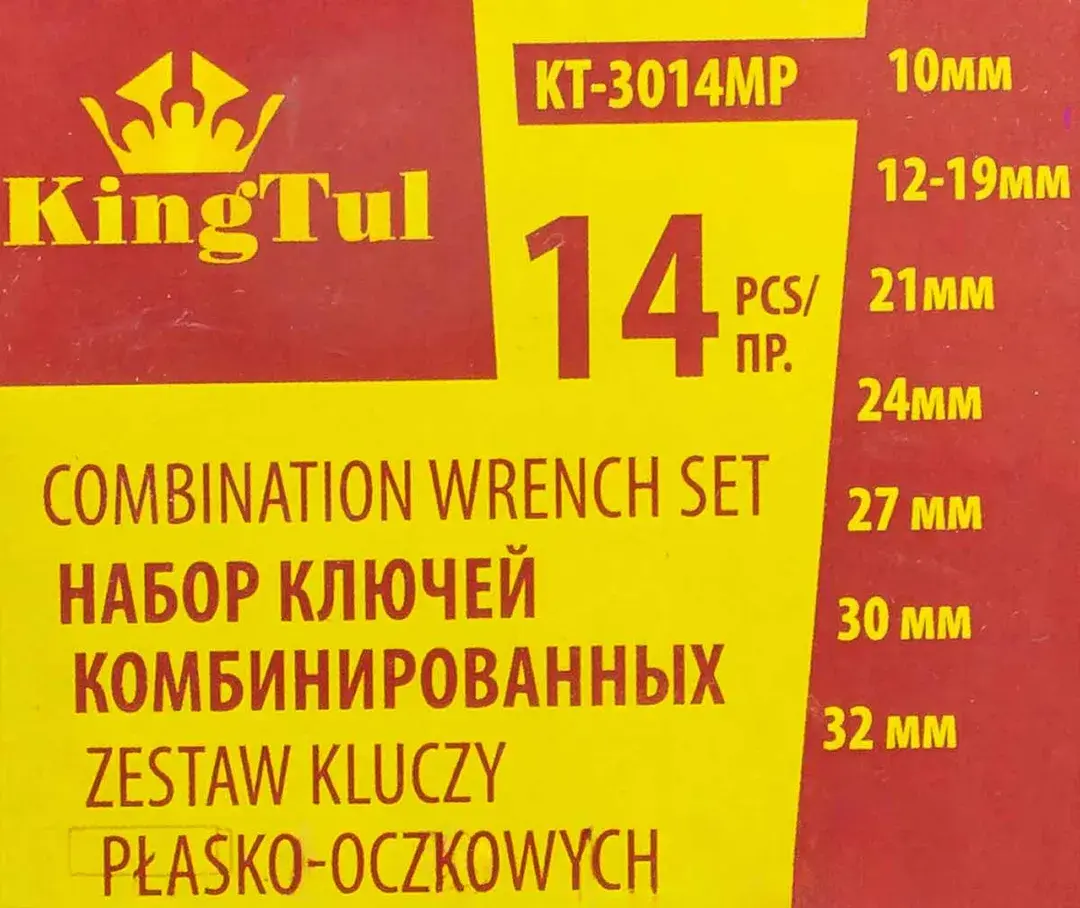 KingTul
KT-3014MP
14 PCS/
ПР.
COMBINATION WRENCH SET
НАБОР КЛЮЧЕЙ
КОМБИНИРОВАННЫХ
ZESTAW KLUCZY
PŁASKO-OCZKOWYCH
10мм
12-19мм
21мм
24мм
27 мм
30 мм
32 мм